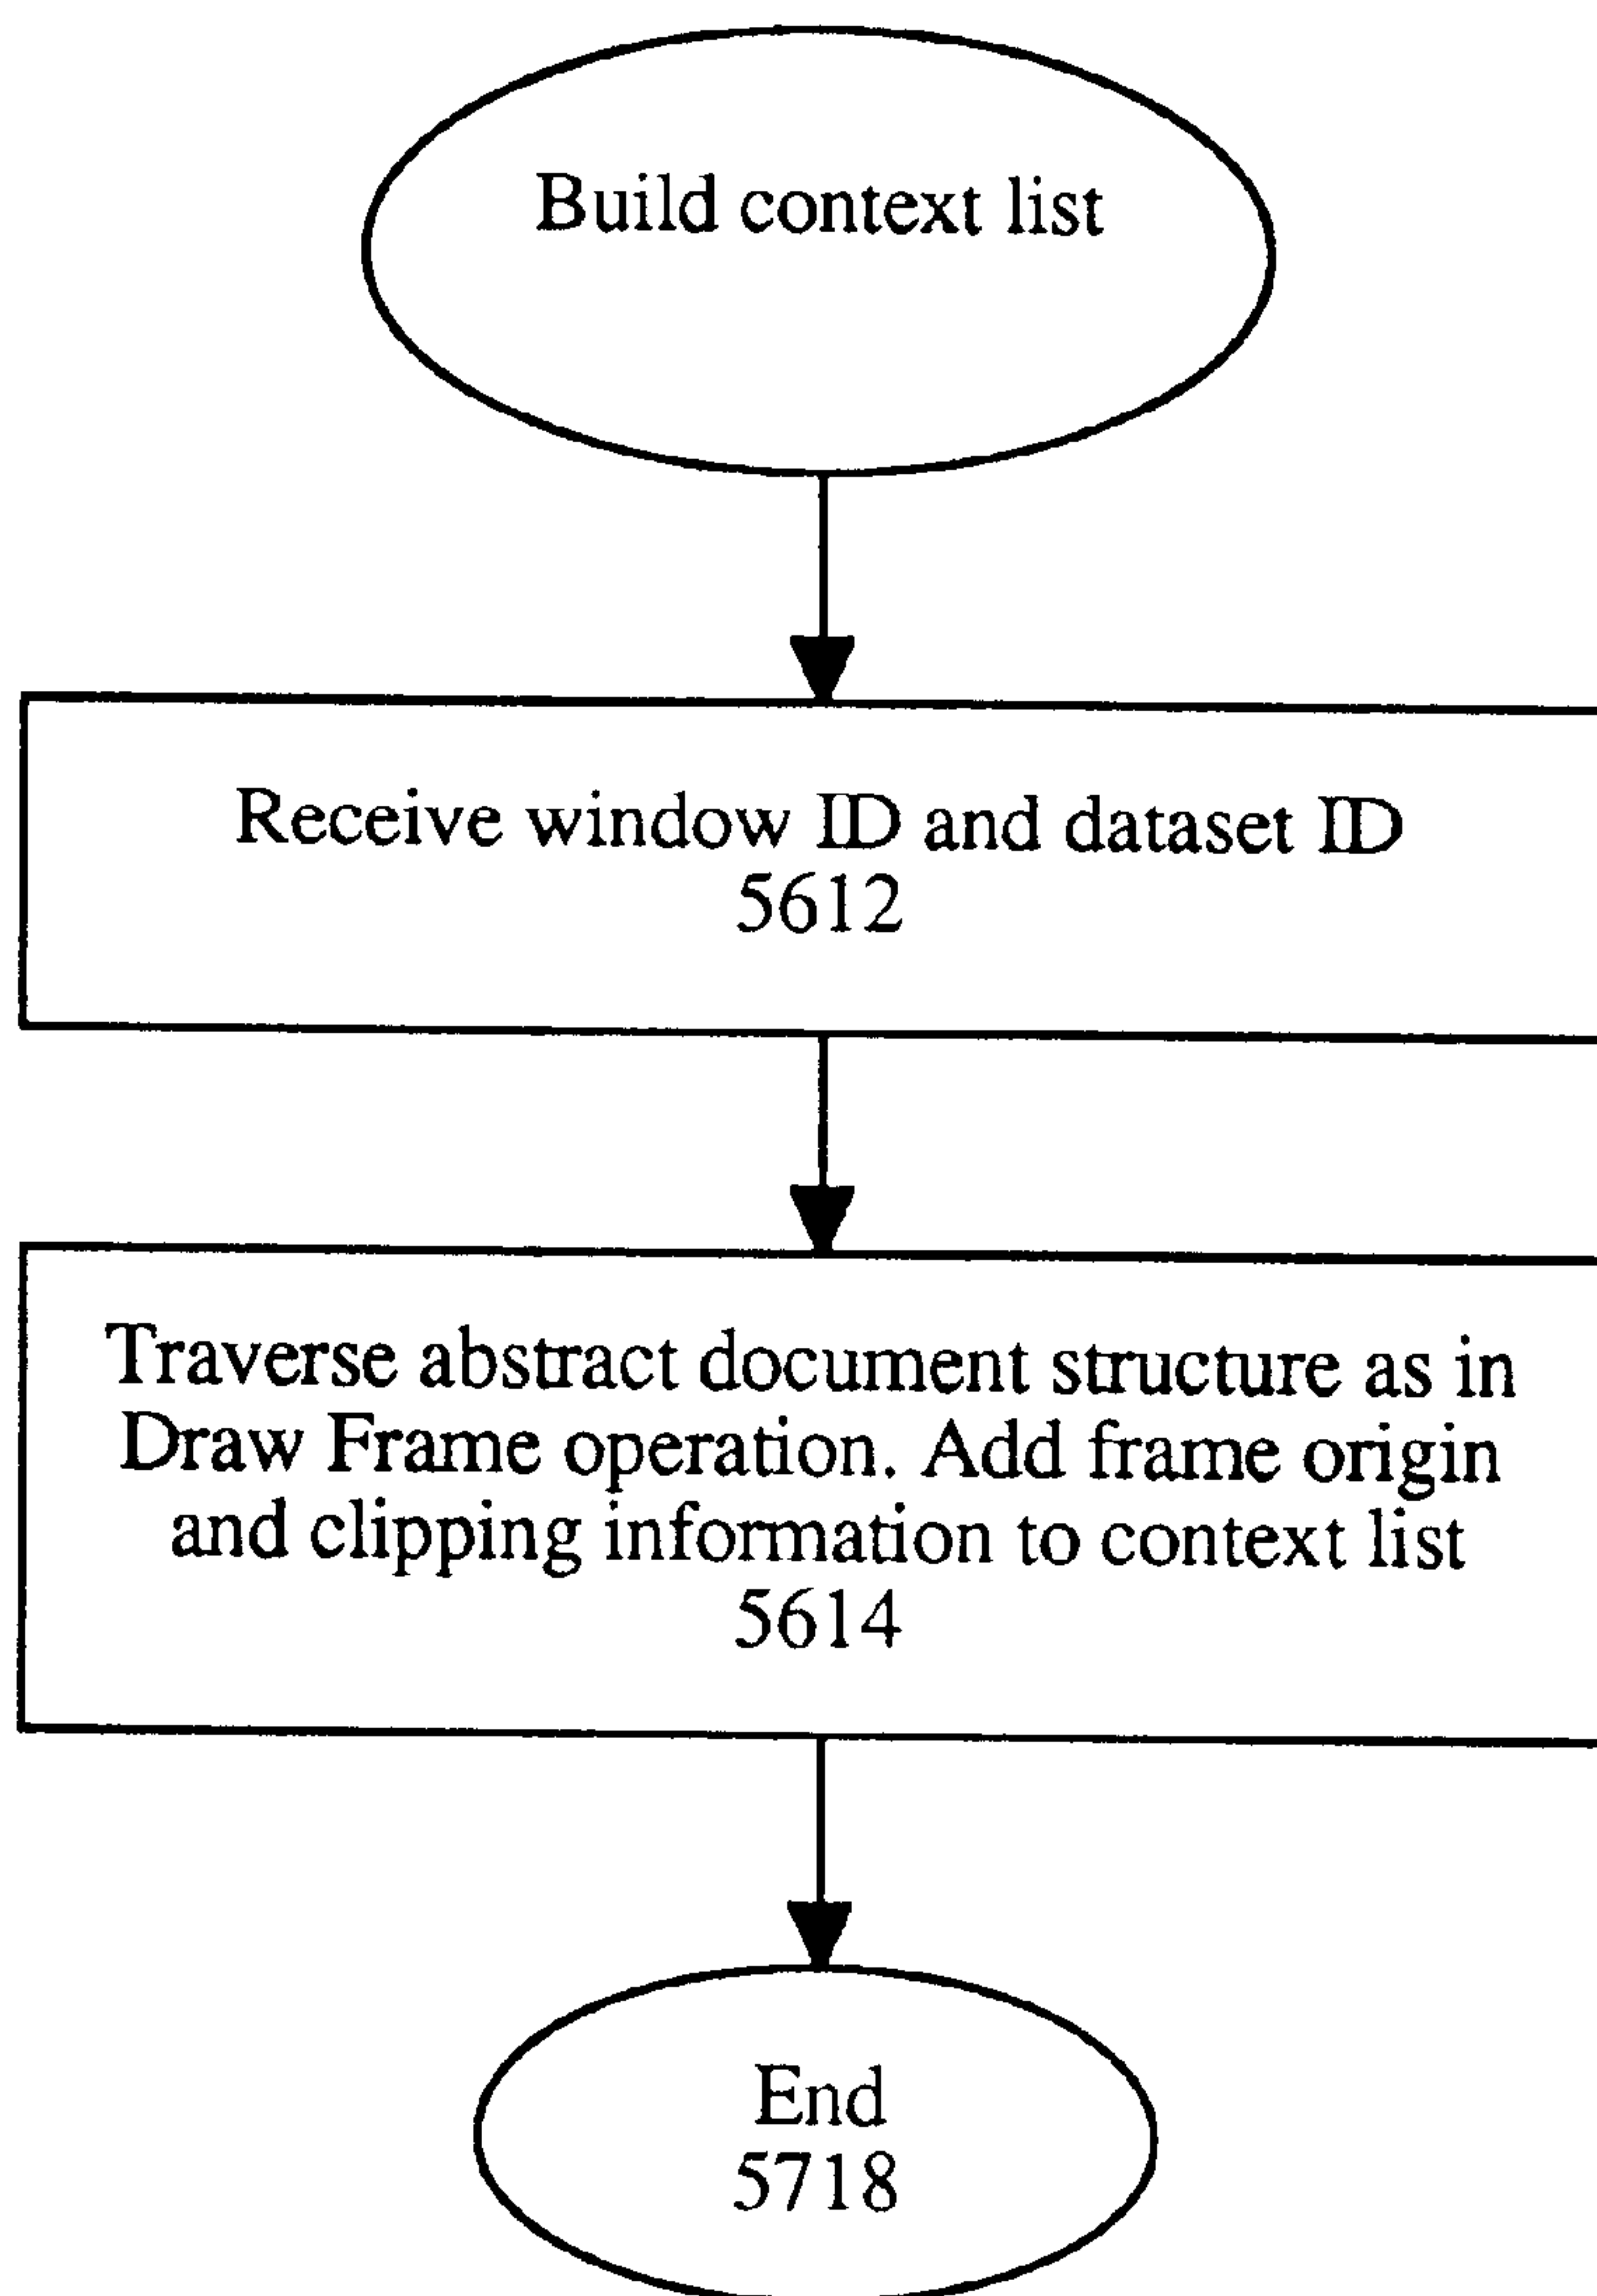 Build context list
Receive window ID and dataset ID
5612
Traverse abstract document structure as in
Draw Frame operation. Add frame origin
and clipping information to context list
5614
End
5718